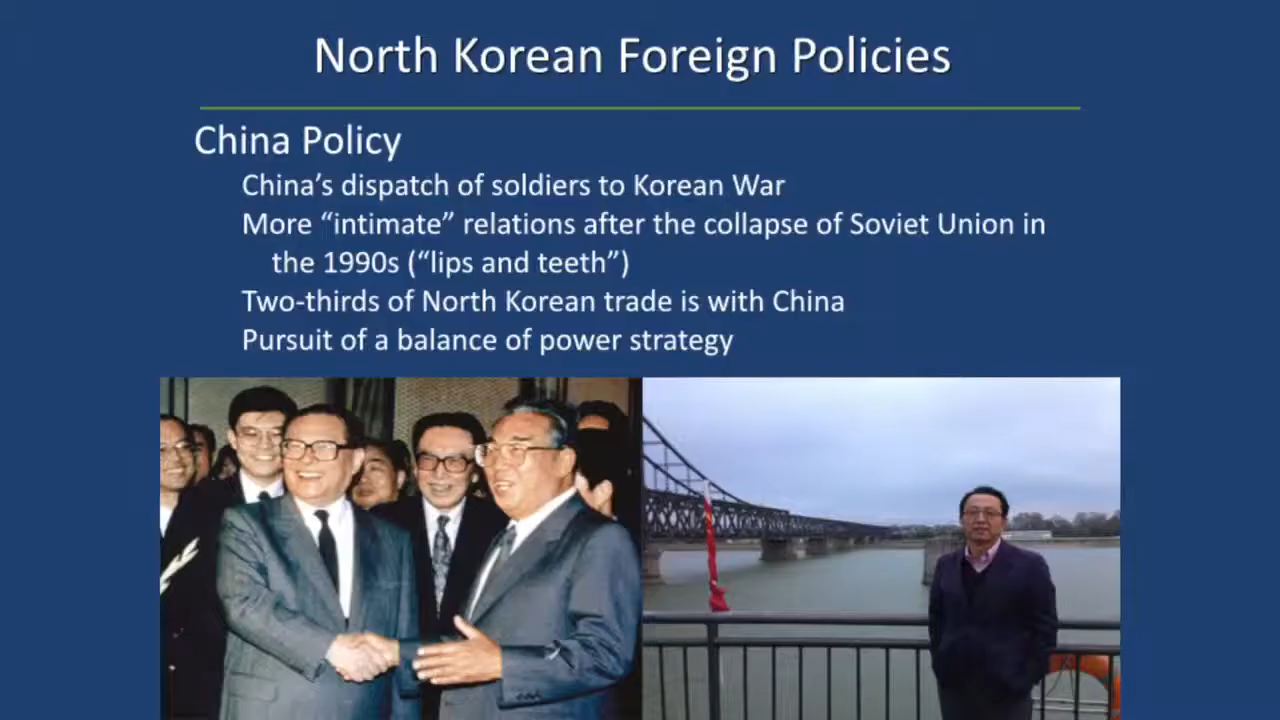 North Korean Foreign Policies
China Policy
China’s dispatch of soldiers to Korean War
More “intimate” relations after the collapse of Soviet Union in
the 1990s (“lips and teeth”)
Two-thirds of North Korean trade is with China
Pursuit of a balance of power strategy